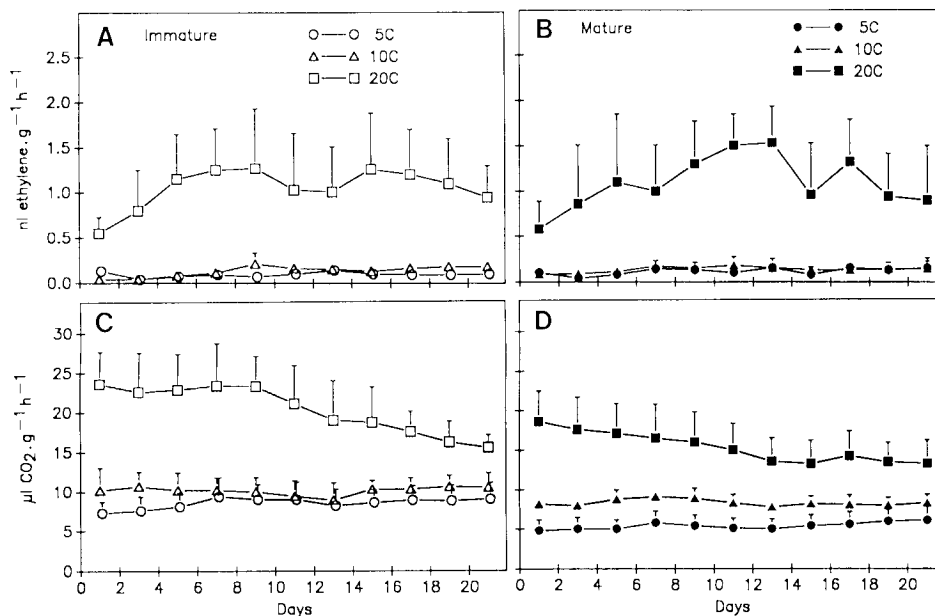 A
Immature
5C
10C
20C
B
Mature
5C
10C
20C
nl ethylene.g⁻¹h⁻¹
2.5
2.0
1.5
1.0
0.5
0.0
C
D
µl CO₂.g⁻¹h⁻¹
30
25
20
15
10
5
0
0 2 4 6 8 10 12 14 16 18 20
Days
0 2 4 6 8 10 12 14 16 18 20
Days